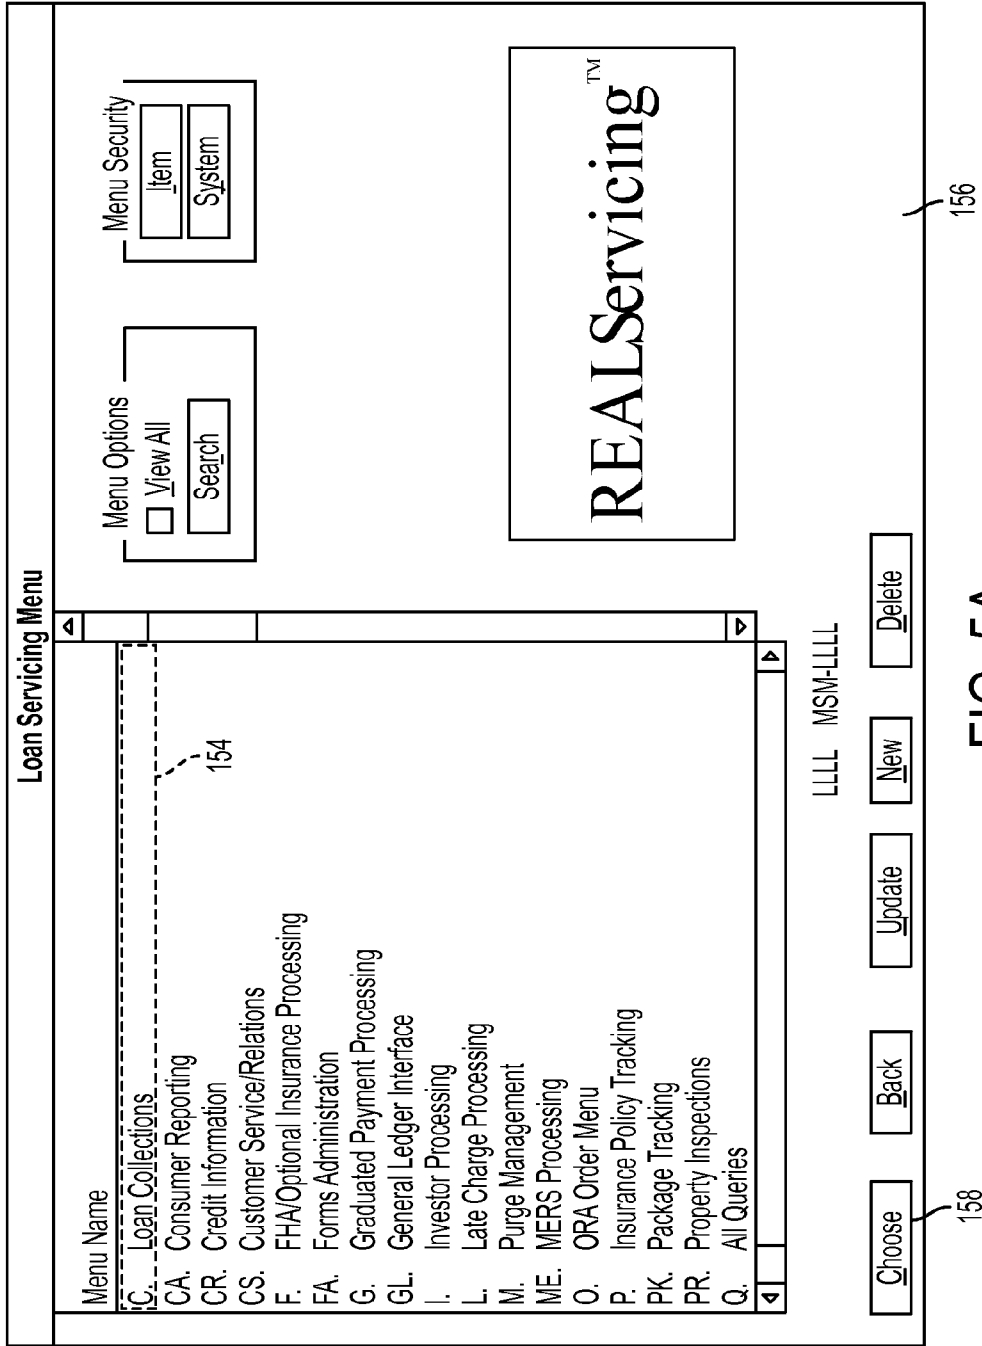 Loan Servicing Menu
Menu Name
C. Loan Collections
CA. Consumer Reporting
CR. Credit Information
CS. Customer Service/Relations
F. FHA/Optional Insurance Processing
FA. Forms Administration
G. Graduated Payment Processing
GL. General Ledger Interface
I. Investor Processing
L. Late Charge Processing
M. Purge Management
ME. MERS Processing
O. ORA Order Menu
P. Insurance Policy Tracking
PK. Package Tracking
PR. Property Inspections
Q. All Queries
154
Menu Options
View All
Search
Menu Security
Item
System
REALServicing™
LLLL MSM-LLLL
Choose
Back
Update
New
Delete
158
156
FIG. 5A